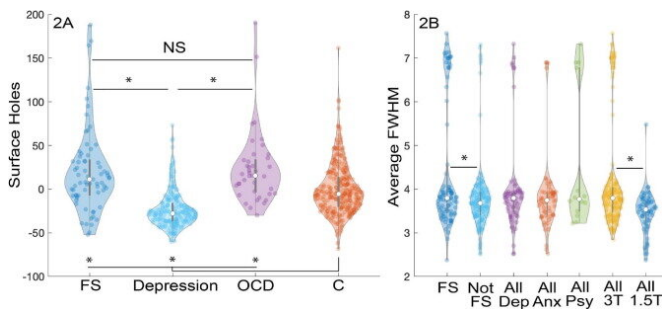 2A
Surface Holes
200
150
100
50
0
-50
-100
NS
*
*
*
*
*
*
FS
Depression
OCD
C
2B
Average FWHM
8
7
6
5
4
3
2
*
*
FS
Not
FS
All
Dep
All
Anx
All
Psy
All
3T
All
1.5T